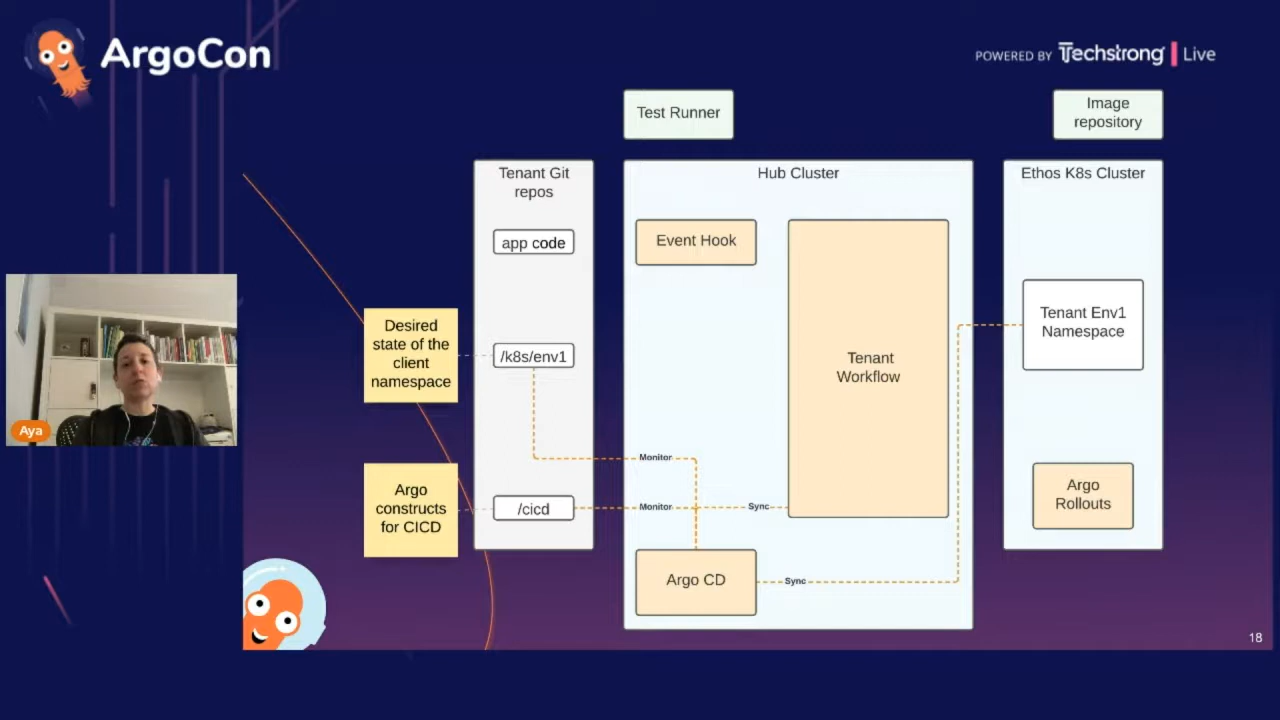 ArgoCon
POWERED BY Techstrong | Live
Test Runner
Image
repository
Tenant Git
repos
Hub Cluster
Ethos K8s Cluster
app code
Event Hook
Desired
state of the
client
namespace
/k8s/env1
Tenant
Workflow
Tenant Env1
Namespace
Aya
Monitor
Argo
constructs
for CICD
/cicd
Monitor
Sync
Argo
Rollouts
Argo CD
Sync
18